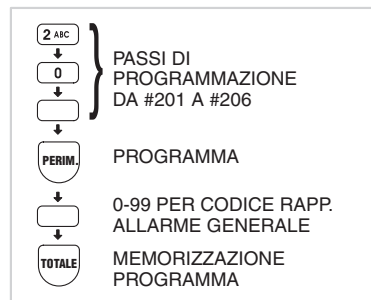 2 ABC
0
PASSI DI
PROGRAMMAZIONE
DA #201 A #206
PERIM.
PROGRAMMA
0-99 PER CODICE RAPP.
ALLARME GENERALE
TOTALE
MEMORIZZAZIONE
PROGRAMMA